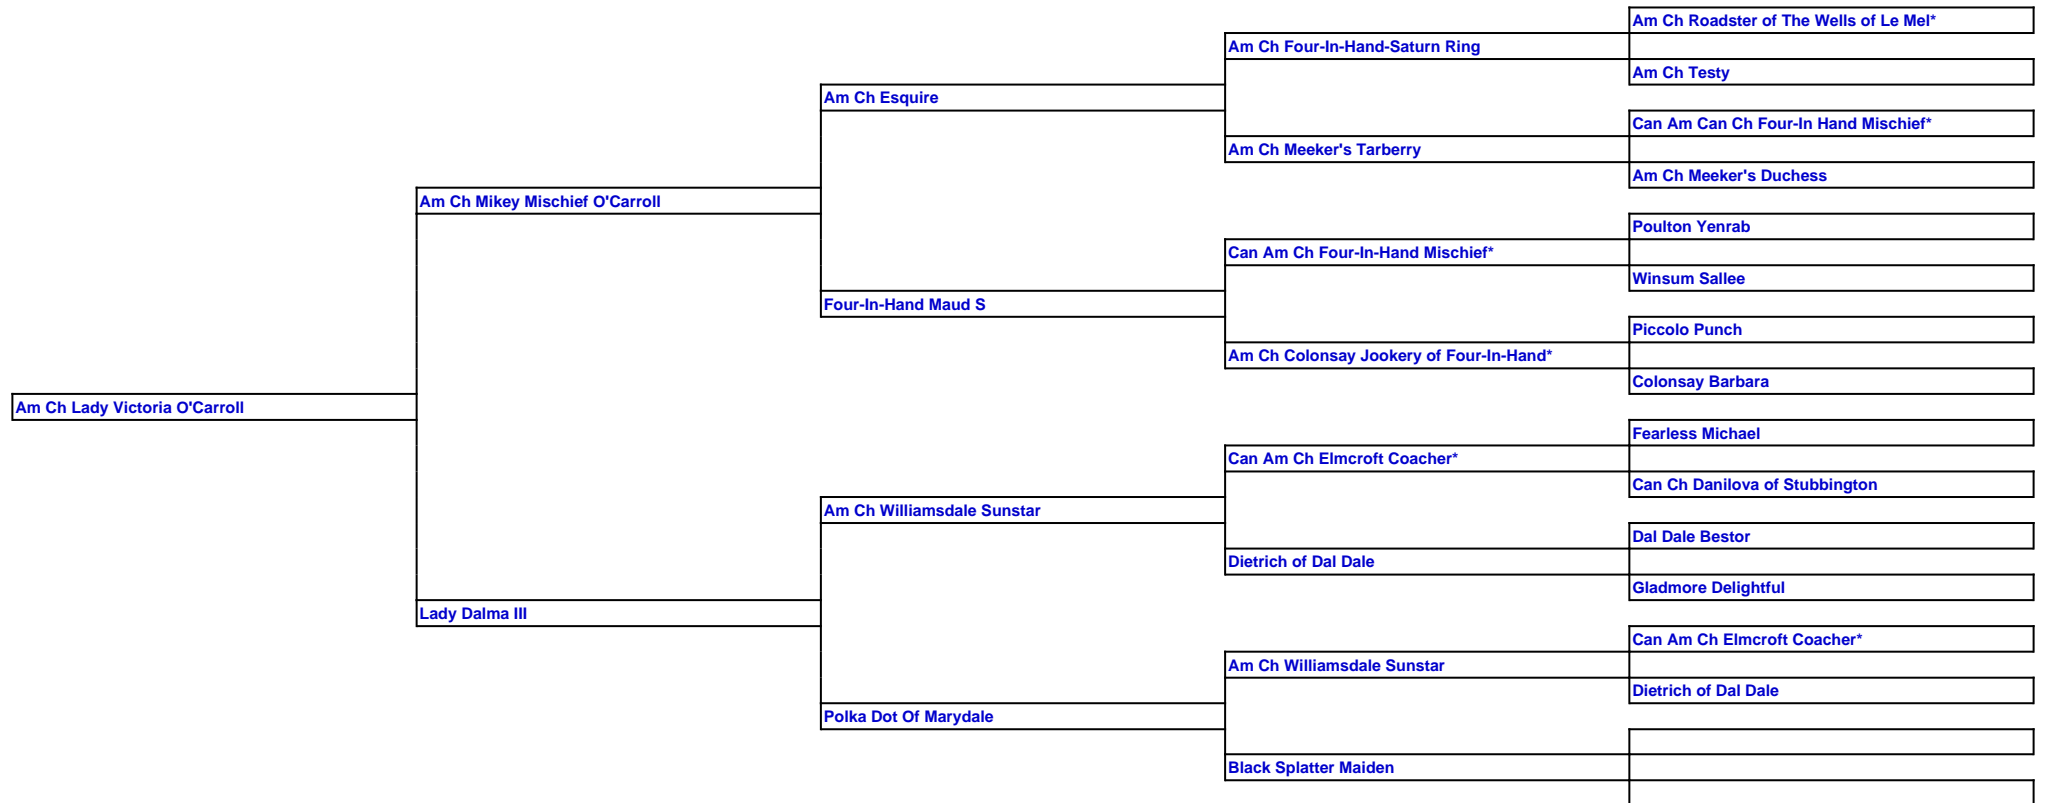 Am Ch Roadster of The Wells of Le Mel*
Am Ch Four-In-Hand-Saturn Ring
Am Ch Testy
Am Ch Esquire
Can Am Can Ch Four-In Hand Mischief*
Am Ch Meeker's Tarberry
Am Ch Meeker's Duchess
Am Ch Mikey Mischief O'Carroll
Poulton Yenrab
Can Am Ch Four-In-Hand Mischief*
Winsum Sallee
Four-In-Hand Maud S
Piccolo Punch
Am Ch Colonsay Jookery of Four-In-Hand*
Colonsay Barbara
Am Ch Lady Victoria O'Carroll
Fearless Michael
Can Am Ch Elmcroft Coacher*
Can Ch Danilova of Stubbington
Am Ch Williamsdale Sunstar
Dal Dale Bestor
Dietrich of Dal Dale
Gladmore Delightful
Lady Dalma III
Can Am Ch Elmcroft Coacher*
Am Ch Williamsdale Sunstar
Dietrich of Dal Dale
Polka Dot Of Marydale
Black Splatter Maiden